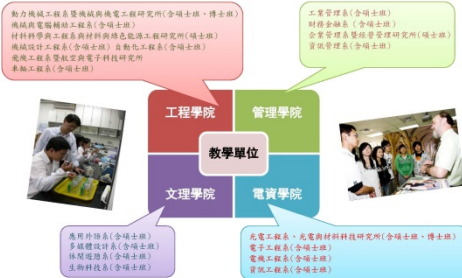 動力機械工程系暨機械與機電工程研究所(含碩士班、博士班)
機械與電腦輔助工程系(含碩士班)
材料科學與工程系與材料與綠色能源工程研究所(碩士班)
機械設計工程系(含碩士班) 自動化工程系(含碩士班)
飛機工程系暨航空與電子科技研究所
車輛工程系(含碩士班)
工業管理系(含碩士班)
財務金融系 (含碩士班)
企業管理系暨經營管理研究所(碩士班)
資訊管理系(含碩士班)
工程學院
管理學院
教學單位
文理學院
電資學院
應用外語系(含碩士班)
多媒體設計系(含碩士班)
休閒遊憩系(含碩士班)
生物科技系(含碩士班)
光電工程系、光電與材料科技研究所(含碩士班、博士班)
電子工程系(含碩士班)
電機工程系(含碩士班)
資訊工程系(含碩士班)